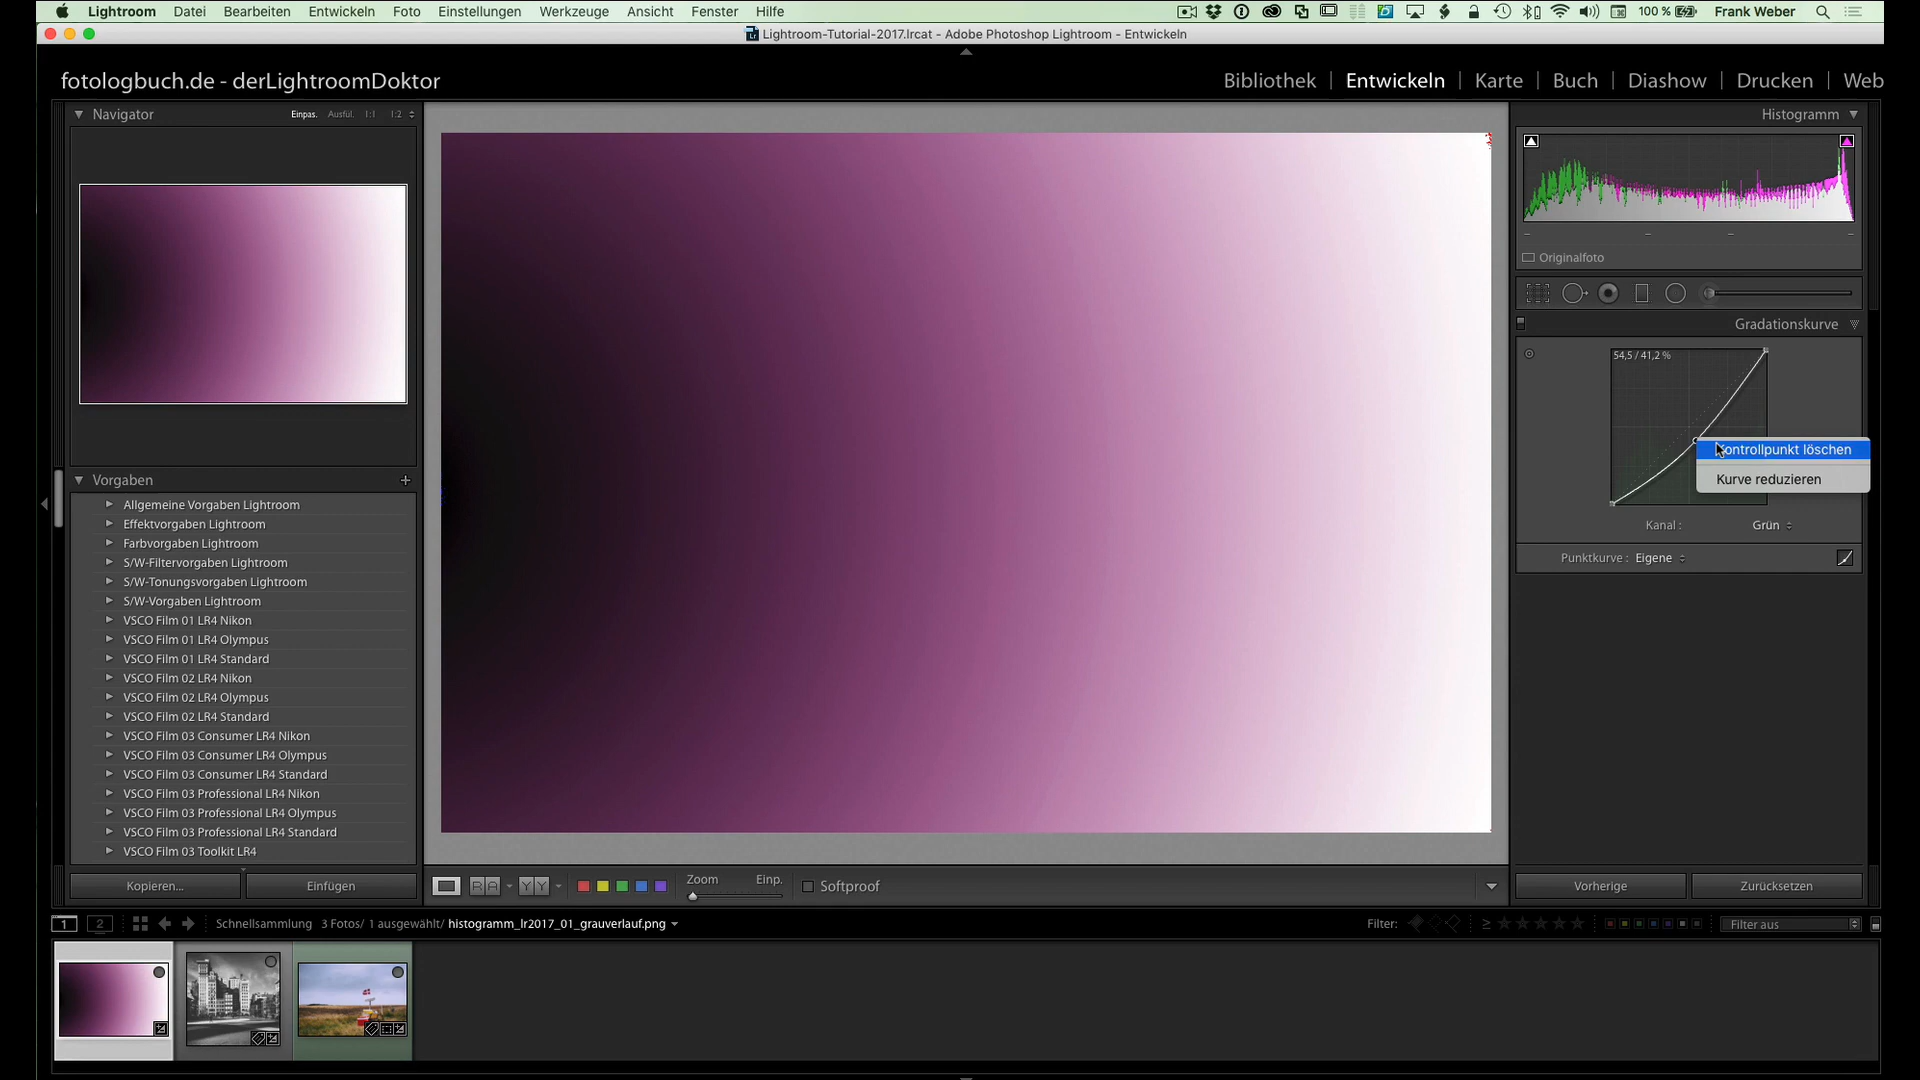 Lightroom Datei Bearbeiten Entwickeln Foto Einstellungen Werkzeuge Ansicht Fenster Hilfe 100 % Frank Weber
Lightroom-Tutorial-2017.lrcat - Adobe Photoshop Lightroom - Entwickeln
fotologbuch.de - derLightroomDoktor
Bibliothek | Entwickeln | Karte | Buch | Diashow | Drucken | Web
Navigator Einpas. Ausfül. 1:1 1:2
Histogramm
Originalfoto
Gradationskurve
54,5 / 41,2 %
Kontrollpunkt löschen
Kurve reduzieren
Kanal : Grün
Punktkurve : Eigene
Vorgaben +
Allgemeine Vorgaben Lightroom
Effektvorgaben Lightroom
Farbvorgaben Lightroom
S/W-Filtervorgaben Lightroom
S/W-Tonungsvorgaben Lightroom
S/W-Vorgaben Lightroom
VSCO Film 01 LR4 Nikon
VSCO Film 01 LR4 Olympus
VSCO Film 01 LR4 Standard
VSCO Film 02 LR4 Nikon
VSCO Film 02 LR4 Olympus
VSCO Film 02 LR4 Standard
VSCO Film 03 Consumer LR4 Nikon
VSCO Film 03 Consumer LR4 Olympus
VSCO Film 03 Consumer LR4 Standard
VSCO Film 03 Professional LR4 Nikon
VSCO Film 03 Professional LR4 Olympus
VSCO Film 03 Professional LR4 Standard
VSCO Film 03 Toolkit LR4
Kopieren... Einfügen
R A Y Y Zoom Einp. Softproof
Vorherige Zurücksetzen
1 2 Schnellsammlung 3 Fotos/ 1 ausgewählt/ histogramm_lr2017_01_grauverlauf.png
Filter: ≥ Filter aus